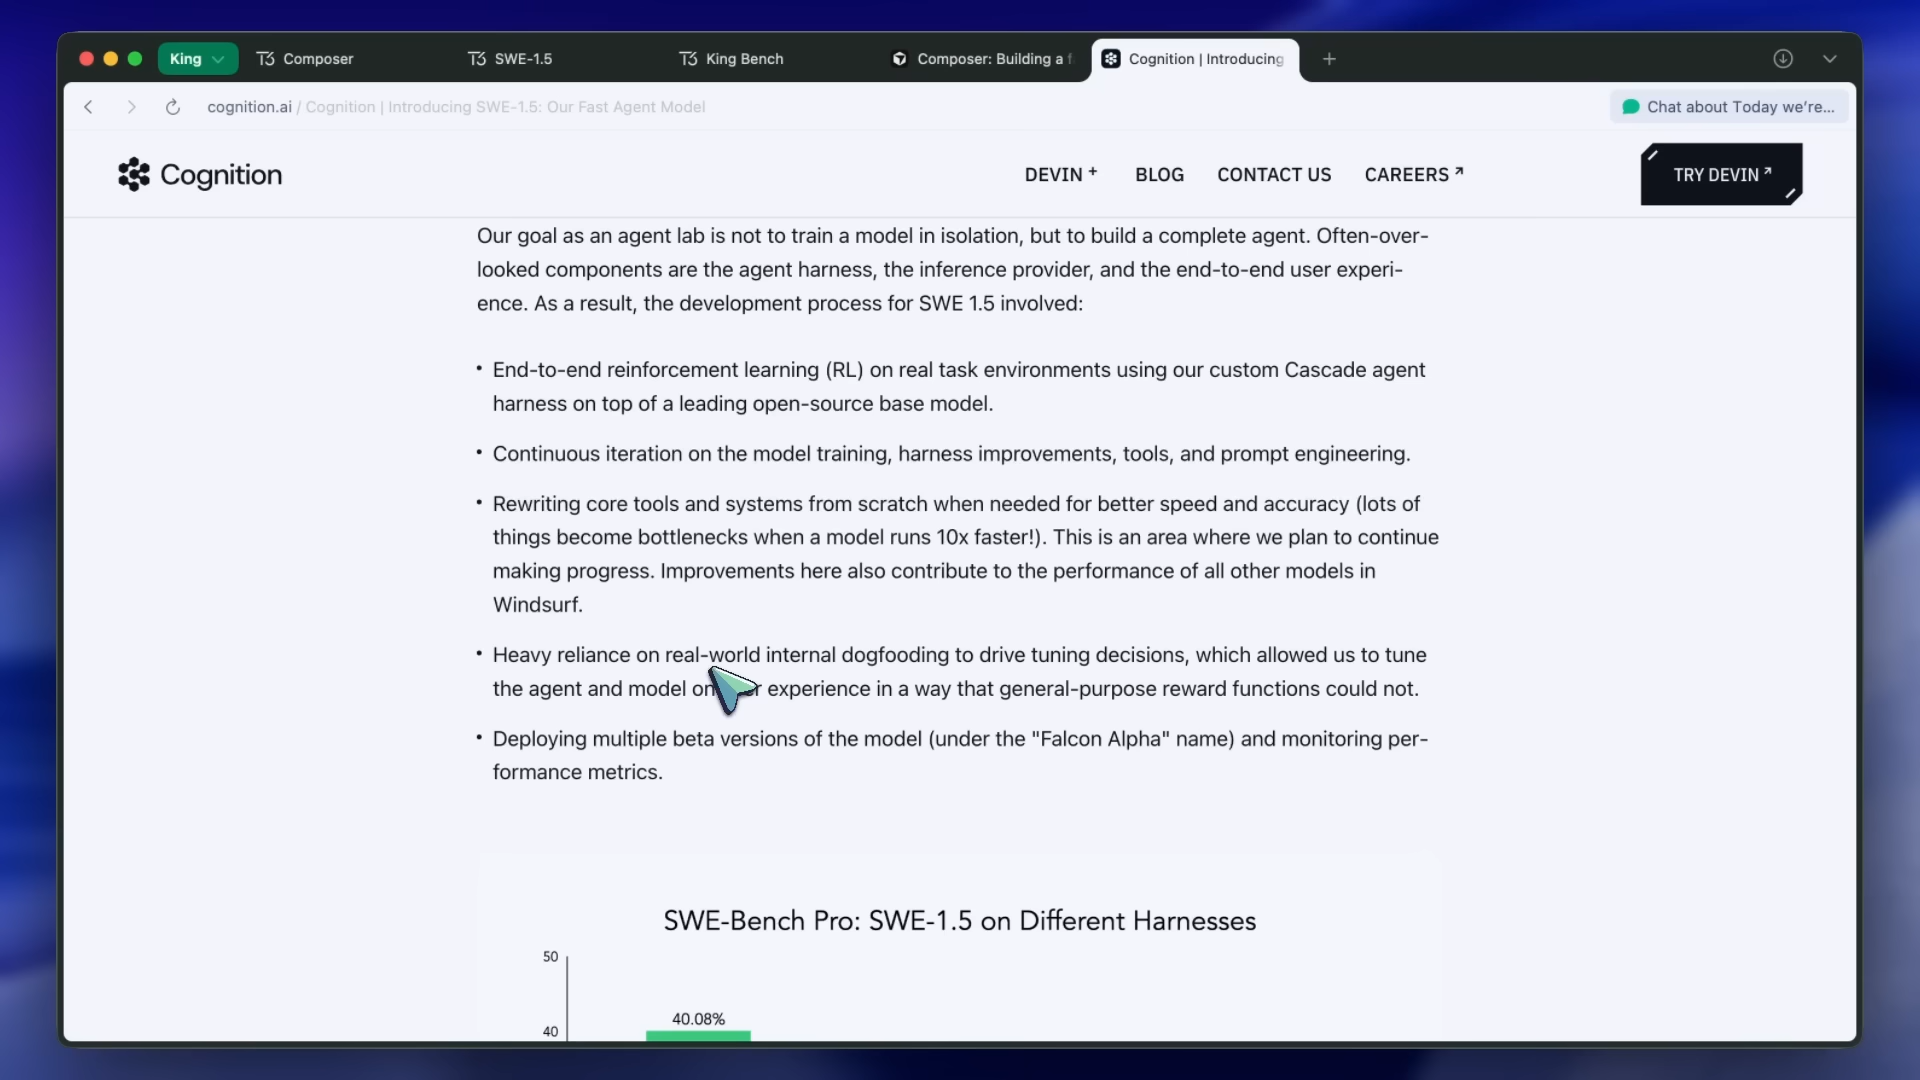 King
Composer
SWE-1.5
King Bench
Composer: Building a f
Cognition | Introducing
cognition.ai / Cognition | Introducing SWE-1.5: Our Fast Agent Model
Chat about Today we're...
Cognition
DEVIN +
BLOG
CONTACT US
CAREERS ↗
TRY DEVIN ↗
Our goal as an agent lab is not to train a model in isolation, but to build a complete agent. Often-over-
looked components are the agent harness, the inference provider, and the end-to-end user experi-
ence. As a result, the development process for SWE 1.5 involved:
• End-to-end reinforcement learning (RL) on real task environments using our custom Cascade agent
harness on top of a leading open-source base model.
• Continuous iteration on the model training, harness improvements, tools, and prompt engineering.
• Rewriting core tools and systems from scratch when needed for better speed and accuracy (lots of
things become bottlenecks when a model runs 10x faster!). This is an area where we plan to continue
making progress. Improvements here also contribute to the performance of all other models in
Windsurf.
• Heavy reliance on real-world internal dogfooding to drive tuning decisions, which allowed us to tune
the agent and model on experience in a way that general-purpose reward functions could not.
• Deploying multiple beta versions of the model (under the "Falcon Alpha" name) and monitoring per-
formance metrics.
SWE-Bench Pro: SWE-1.5 on Different Harnesses
50
40.08%
40